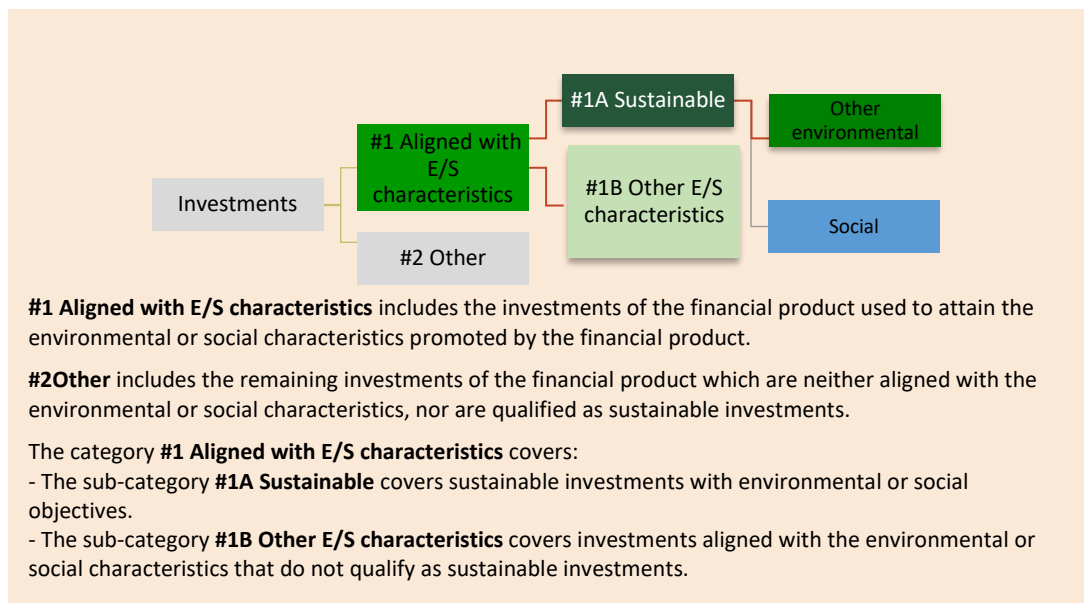 #1A Sustainable
Other
environmental
#1 Aligned with
E/S
characteristics
#1B Other E/S
characteristics
Investments
Social
#2 Other
#1 Aligned with E/S characteristics includes the investments of the financial product used to attain the
environmental or social characteristics promoted by the financial product.
#2Other includes the remaining investments of the financial product which are neither aligned with the
environmental or social characteristics, nor are qualified as sustainable investments.
The category #1 Aligned with E/S characteristics covers:
- The sub-category #1A Sustainable covers sustainable investments with environmental or social
objectives.
- The sub-category #1B Other E/S characteristics covers investments aligned with the environmental or
social characteristics that do not qualify as sustainable investments.